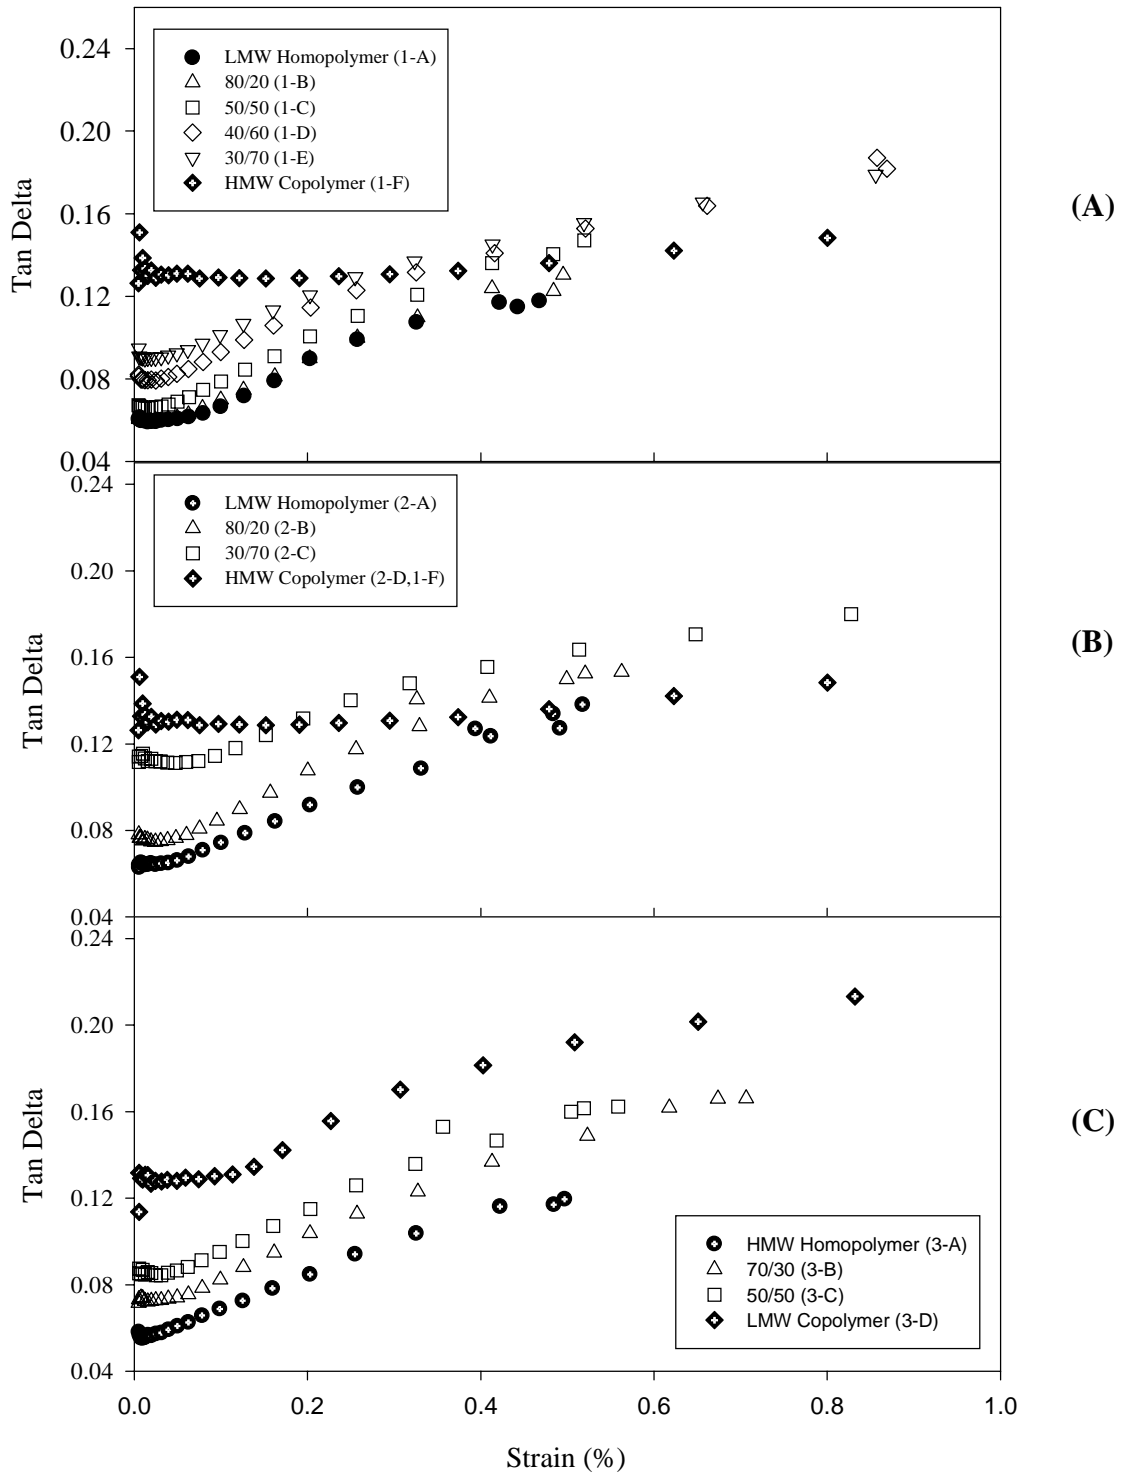 0.24
0.20
0.16
0.12
0.08
0.04
Tan Delta
LMW Homopolymer (1-A)
80/20 (1-B)
50/50 (1-C)
40/60 (1-D)
30/70 (1-E)
HMW Copolymer (1-F)
(A)
0.24
0.20
0.16
0.12
0.08
0.04
Tan Delta
LMW Homopolymer (2-A)
80/20 (2-B)
30/70 (2-C)
HMW Copolymer (2-D,1-F)
(B)
0.24
0.20
0.16
0.12
0.08
0.04
Tan Delta
HMW Homopolymer (3-A)
70/30 (3-B)
50/50 (3-C)
LMW Copolymer (3-D)
(C)
0.0 0.2 0.4 0.6 0.8 1.0
Strain (%)